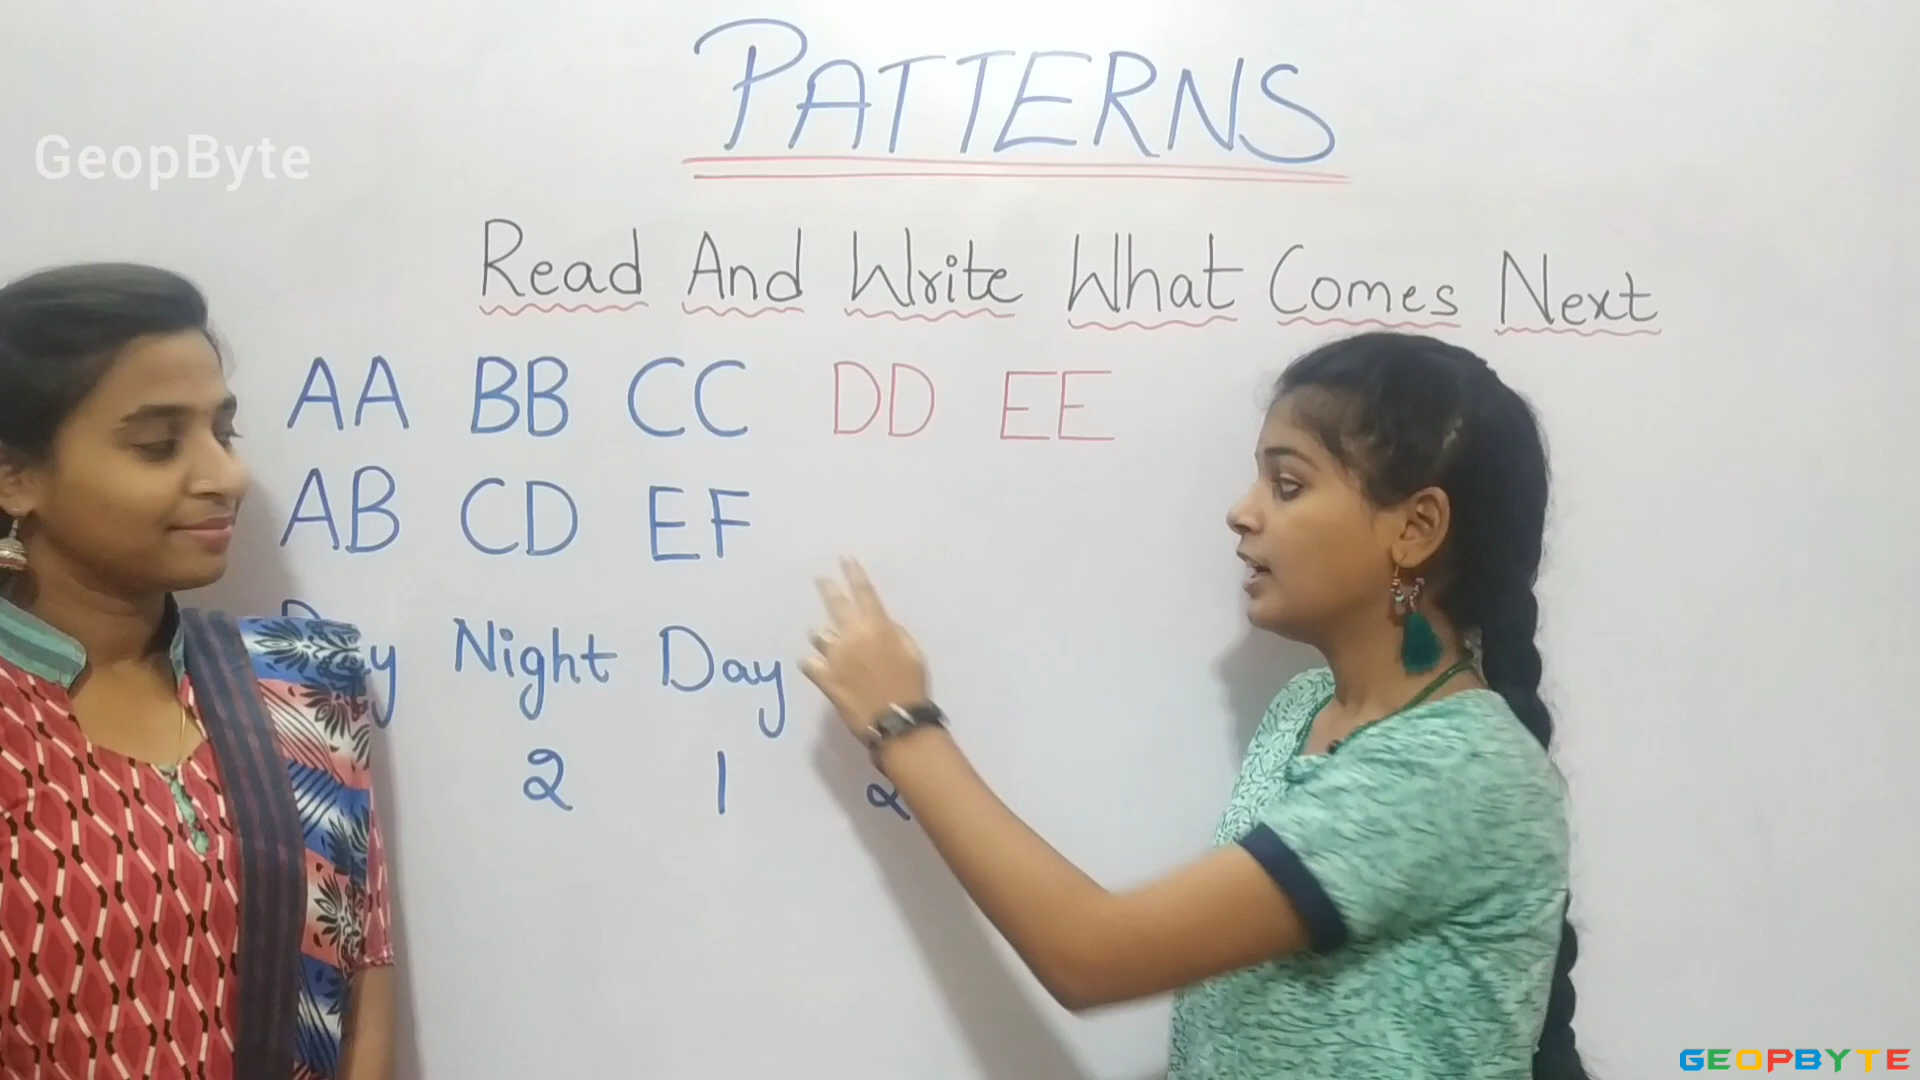 PATTERNS
GeopByte
Read And Write What Comes Next
AA BB CC DD EE
AB CD EF
Night Day
2 1 2
GEOPBYTE